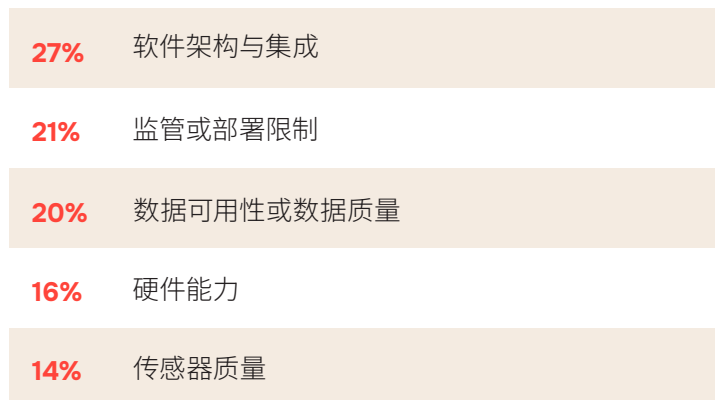 27% 软件架构与集成
21% 监管或部署限制
20% 数据可用性或数据质量
16% 硬件能力
14% 传感器质量